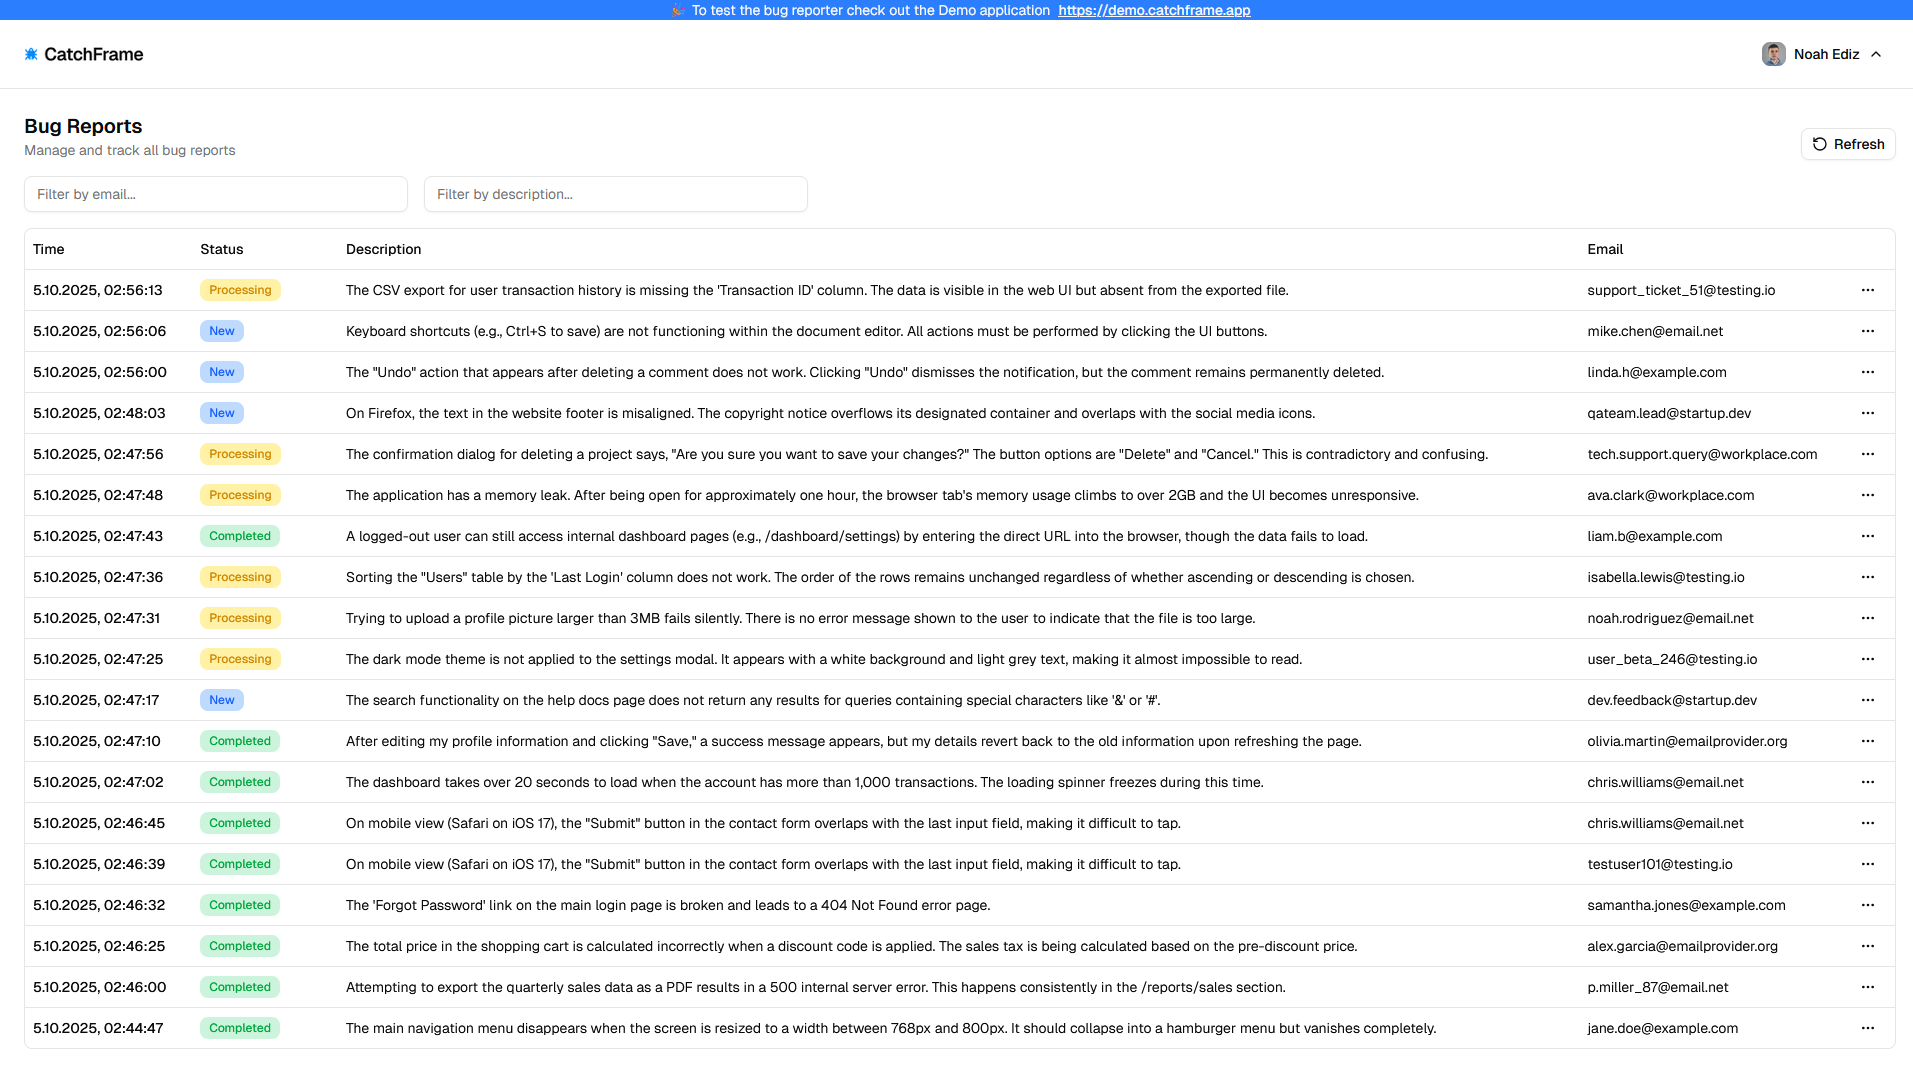 🎉 To test the bug reporter check out the Demo application https://demo.catchframe.app
CatchFrame
Noah Ediz
Bug Reports
Manage and track all bug reports
Refresh
Filter by email...
Filter by description...
Time Status Description Email
5.10.2025, 02:56:13 Processing The CSV export for user transaction history is missing the 'Transaction ID' column. The data is visible in the web UI but absent from the exported file. support_ticket_51@testing.io
5.10.2025, 02:56:06 New Keyboard shortcuts (e.g., Ctrl+S to save) are not functioning within the document editor. All actions must be performed by clicking the UI buttons. mike.chen@email.net
5.10.2025, 02:56:00 New The "Undo" action that appears after deleting a comment does not work. Clicking "Undo" dismisses the notification, but the comment remains permanently deleted. linda.h@example.com
5.10.2025, 02:48:03 New On Firefox, the text in the website footer is misaligned. The copyright notice overflows its designated container and overlaps with the social media icons. qateam.lead@startup.dev
5.10.2025, 02:47:56 Processing The confirmation dialog for deleting a project says, "Are you sure you want to save your changes?" The button options are "Delete" and "Cancel." This is contradictory and confusing. tech.support.query@workplace.com
5.10.2025, 02:47:48 Processing The application has a memory leak. After being open for approximately one hour, the browser tab's memory usage climbs to over 2GB and the UI becomes unresponsive. ava.clark@workplace.com
5.10.2025, 02:47:43 Completed A logged-out user can still access internal dashboard pages (e.g., /dashboard/settings) by entering the direct URL into the browser, though the data fails to load. liam.b@example.com
5.10.2025, 02:47:36 Processing Sorting the "Users" table by the 'Last Login' column does not work. The order of the rows remains unchanged regardless of whether ascending or descending is chosen. isabella.lewis@testing.io
5.10.2025, 02:47:31 Processing Trying to upload a profile picture larger than 3MB fails silently. There is no error message shown to the user to indicate that the file is too large. noah.rodriguez@email.net
5.10.2025, 02:47:25 Processing The dark mode theme is not applied to the settings modal. It appears with a white background and light grey text, making it almost impossible to read. user_beta_246@testing.io
5.10.2025, 02:47:17 New The search functionality on the help docs page does not return any results for queries containing special characters like '&' or '#'. dev.feedback@startup.dev
5.10.2025, 02:47:10 Completed After editing my profile information and clicking "Save," a success message appears, but my details revert back to the old information upon refreshing the page. olivia.martin@emailprovider.org
5.10.2025, 02:47:02 Completed The dashboard takes over 20 seconds to load when the account has more than 1,000 transactions. The loading spinner freezes during this time. chris.williams@email.net
5.10.2025, 02:46:45 Completed On mobile view (Safari on iOS 17), the "Submit" button in the contact form overlaps with the last input field, making it difficult to tap. chris.williams@email.net
5.10.2025, 02:46:39 Completed On mobile view (Safari on iOS 17), the "Submit" button in the contact form overlaps with the last input field, making it difficult to tap. testuser101@testing.io
5.10.2025, 02:46:32 Completed The 'Forgot Password' link on the main login page is broken and leads to a 404 Not Found error page. samantha.jones@example.com
5.10.2025, 02:46:25 Completed The total price in the shopping cart is calculated incorrectly when a discount code is applied. The sales tax is being calculated based on the pre-discount price. alex.garcia@emailprovider.org
5.10.2025, 02:46:00 Completed Attempting to export the quarterly sales data as a PDF results in a 500 internal server error. This happens consistently in the /reports/sales section. p.miller_87@email.net
5.10.2025, 02:44:47 Completed The main navigation menu disappears when the screen is resized to a width between 768px and 800px. It should collapse into a hamburger menu but vanishes completely. jane.doe@example.com